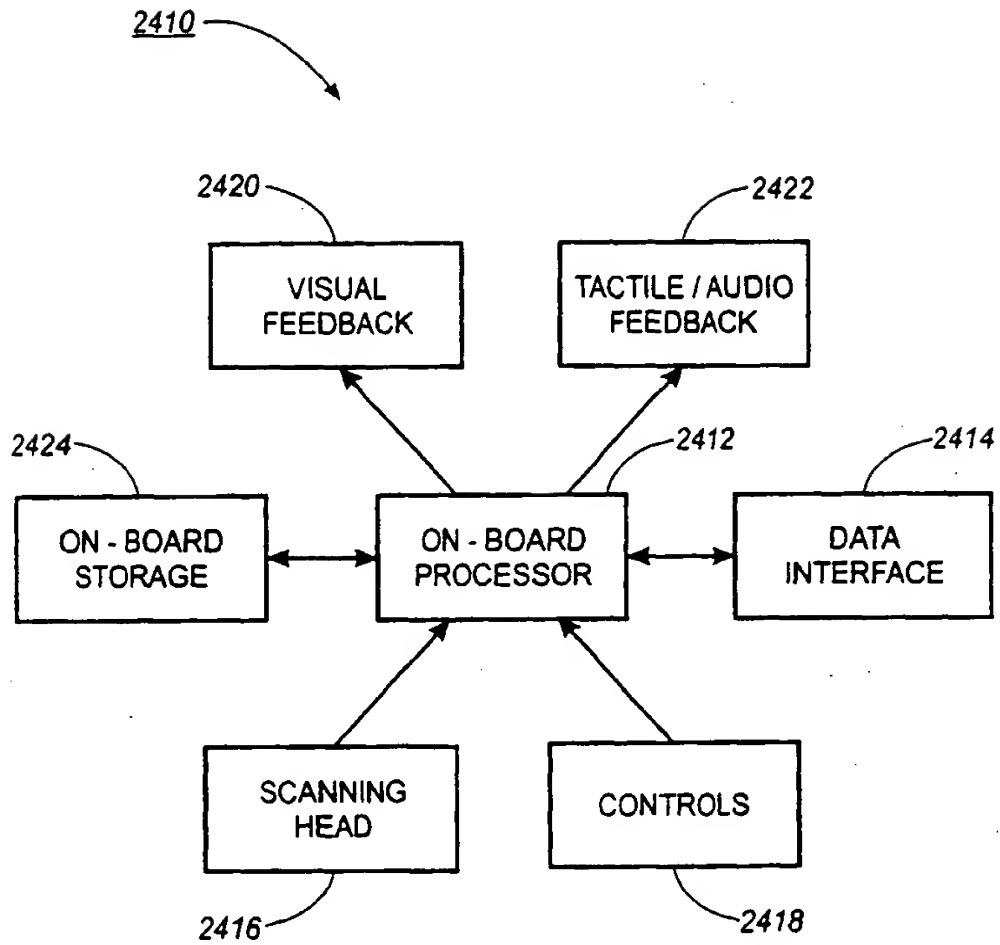 2410
2420
2422
VISUAL
FEEDBACK
TACTILE / AUDIO
FEEDBACK
2424
2412
2414
ON - BOARD
STORAGE
ON - BOARD
PROCESSOR
DATA
INTERFACE
SCANNING
HEAD
CONTROLS
2416
2418